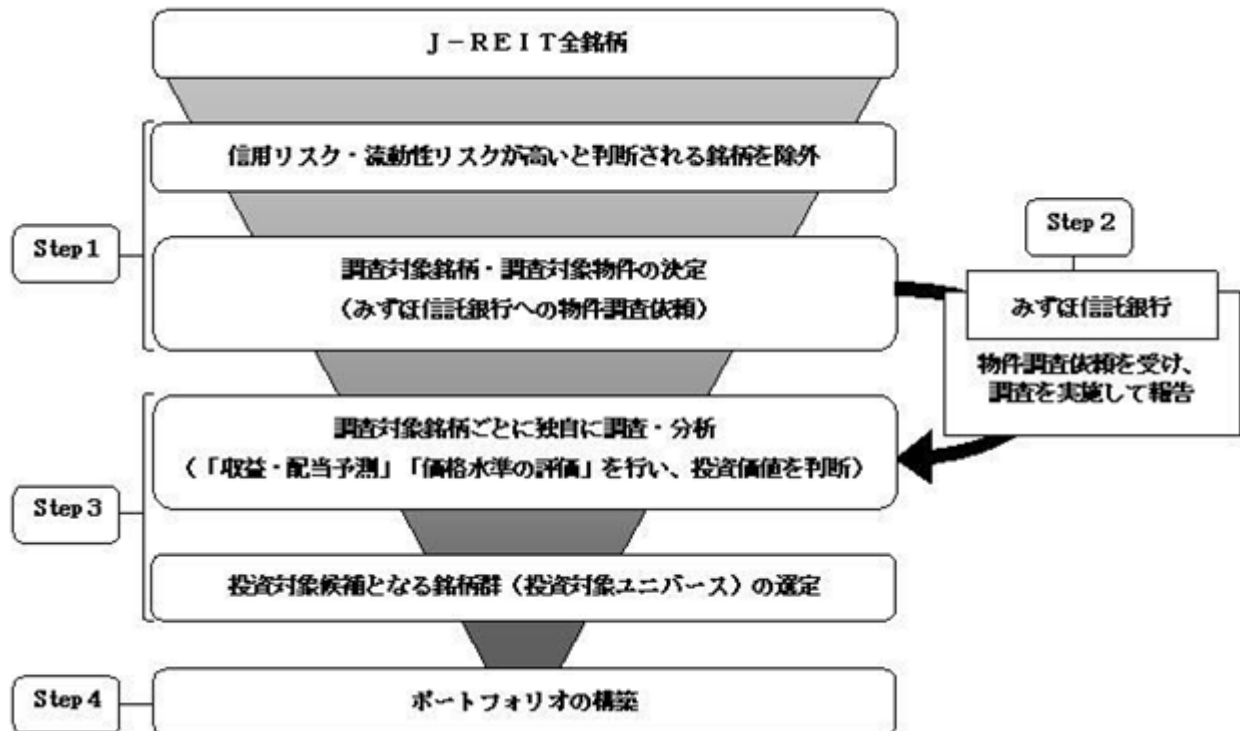 J－REIT全銘柄
信用リスク・流動性リスクが高いと判断される銘柄を除外
Step1
調査対象銘柄・調査対象物件の決定
（みずほ信託銀行への物件調査依頼）
Step2
みずほ信託銀行
物件調査依頼を受け、
調査を実施して報告
Step3
調査対象銘柄ごとに独自に調査・分析
（「収益・配当予測」「価格水準の評価」を行い、投資価値を判断）
投資対象候補となる銘柄群（投資対象ユニバース）の選定
Step4
ポートフォリオの構築